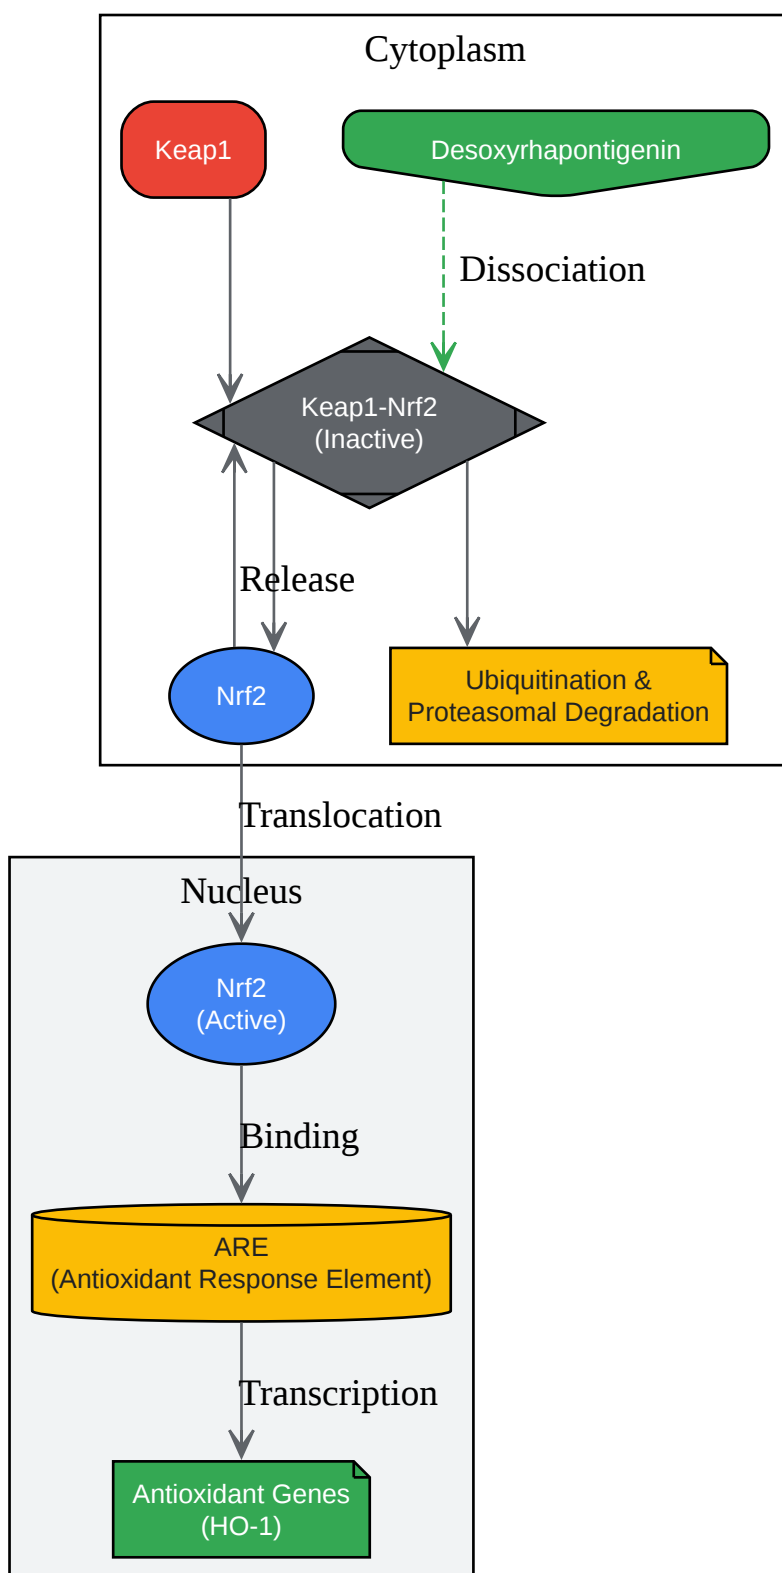 Cytoplasm
Keap1
Desoxyrhapontigenin
Dissociation
Keap1-Nrf2
(Inactive)
Release
Nrf2
Ubiquitination &
Proteasomal Degradation
Translocation
Nucleus
Nrf2
(Active)
Binding
ARE
(Antioxidant Response Element)
Transcription
Antioxidant Genes
(HO-1)